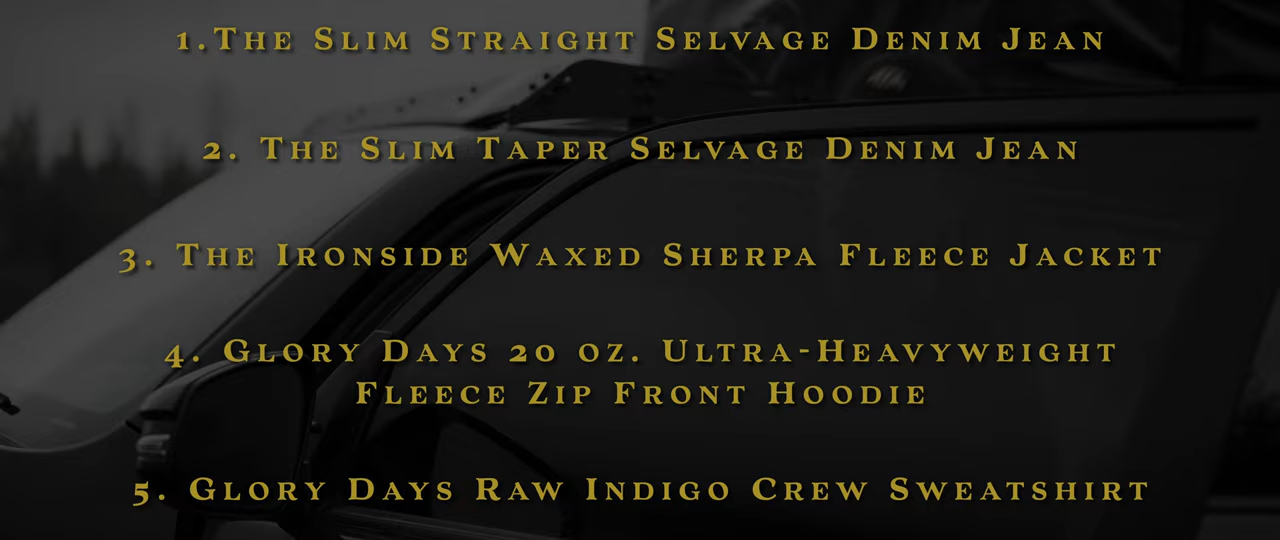 1.The Slim Straight Selvage Denim Jean
2. The Slim Taper Selvage Denim Jean
3. The Ironside Waxed Sherpa Fleece Jacket
4. Glory Days 20 oz. Ultra-Heavyweight
Fleece Zip Front Hoodie
5. Glory Days Raw Indigo Crew Sweatshirt